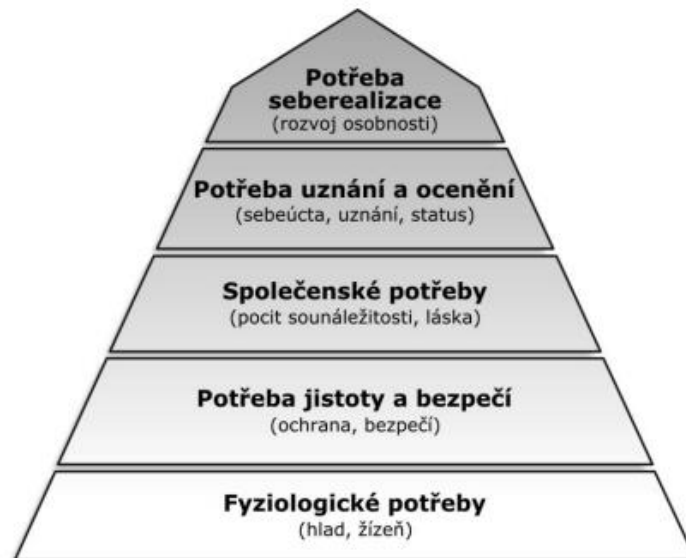 Potřeba
seberealizace
(rozvoj osobnosti)
Potřeba uznání a ocenění
(sebeúcta, uznání, status)
Společenské potřeby
(pocit sounáležitosti, láska)
Potřeba jistoty a bezpečí
(ochrana, bezpečí)
Fyziologické potřeby
(hlad, žízeň)